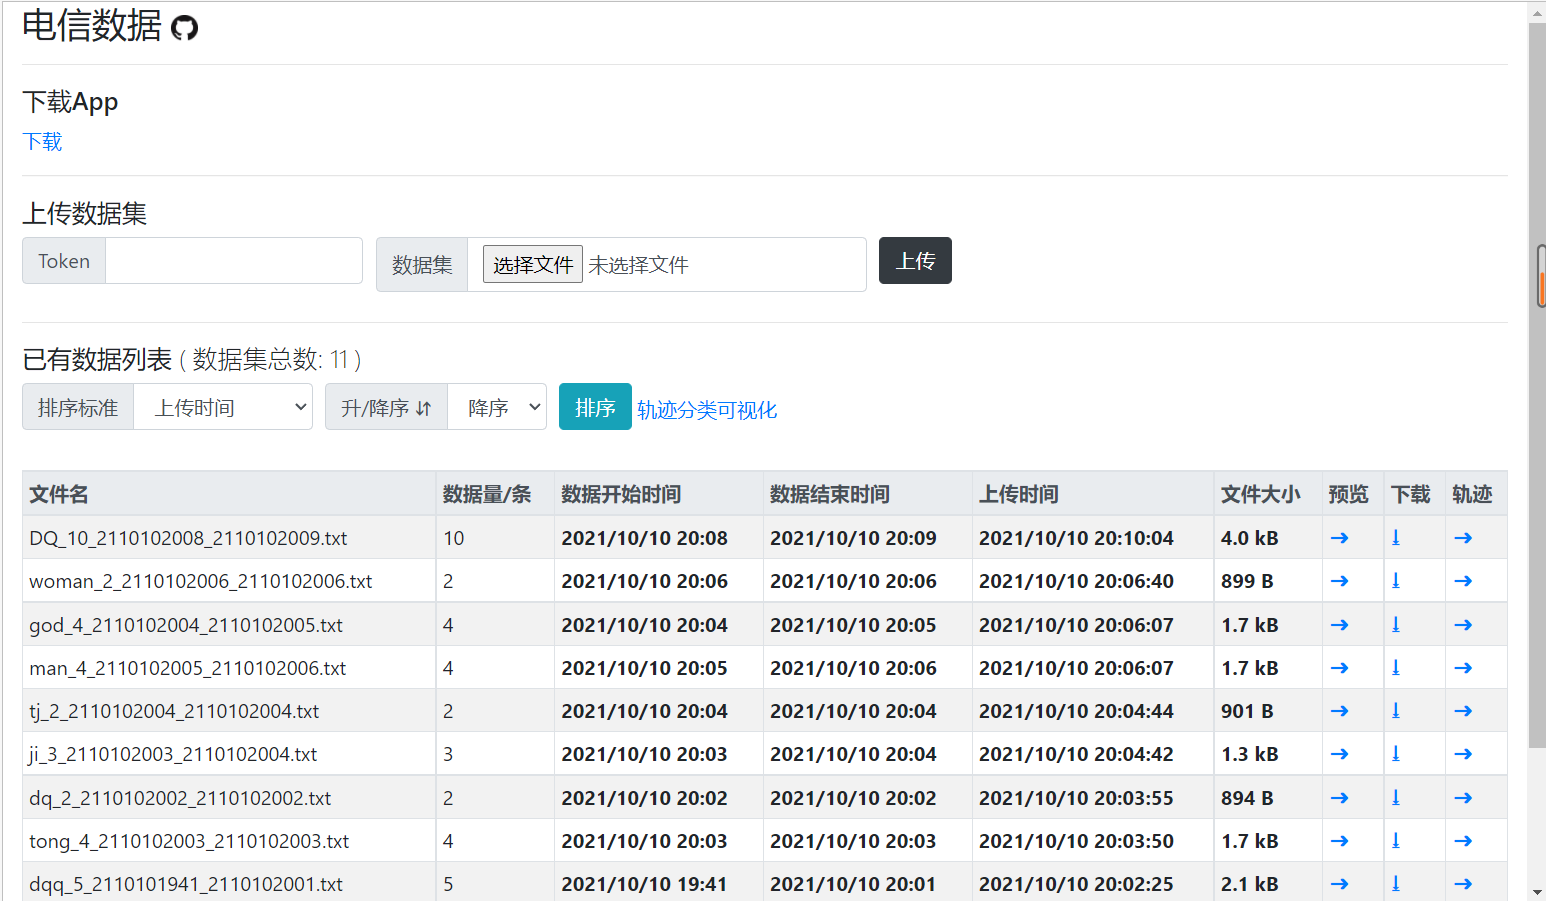 电信数据
下载App
下载
上传数据集
Token 数据集 选择文件 未选择文件 上传
已有数据列表 ( 数据集总数: 11 )
排序标准 上传时间 升/降序 ⇵ 降序 排序 轨迹分类可视化
文件名 数据量/条 数据开始时间 数据结束时间 上传时间 文件大小 预览 下载 轨迹
DQ_10_2110102008_2110102009.txt 10 2021/10/10 20:08 2021/10/10 20:09 2021/10/10 20:10:04 4.0 kB → ⤓ →
woman_2_2110102006_2110102006.txt 2 2021/10/10 20:06 2021/10/10 20:06 2021/10/10 20:06:40 899 B → ⤓ →
god_4_2110102004_2110102005.txt 4 2021/10/10 20:04 2021/10/10 20:05 2021/10/10 20:06:07 1.7 kB → ⤓ →
man_4_2110102005_2110102006.txt 4 2021/10/10 20:05 2021/10/10 20:06 2021/10/10 20:06:07 1.7 kB → ⤓ →
tj_2_2110102004_2110102004.txt 2 2021/10/10 20:04 2021/10/10 20:04 2021/10/10 20:04:44 901 B → ⤓ →
ji_3_2110102003_2110102004.txt 3 2021/10/10 20:03 2021/10/10 20:04 2021/10/10 20:04:42 1.3 kB → ⤓ →
dq_2_2110102002_2110102002.txt 2 2021/10/10 20:02 2021/10/10 20:02 2021/10/10 20:03:55 894 B → ⤓ →
tong_4_2110102003_2110102003.txt 4 2021/10/10 20:03 2021/10/10 20:03 2021/10/10 20:03:50 1.7 kB → ⤓ →
dqq_5_2110101941_2110102001.txt 5 2021/10/10 19:41 2021/10/10 20:01 2021/10/10 20:02:25 2.1 kB → ⤓ →